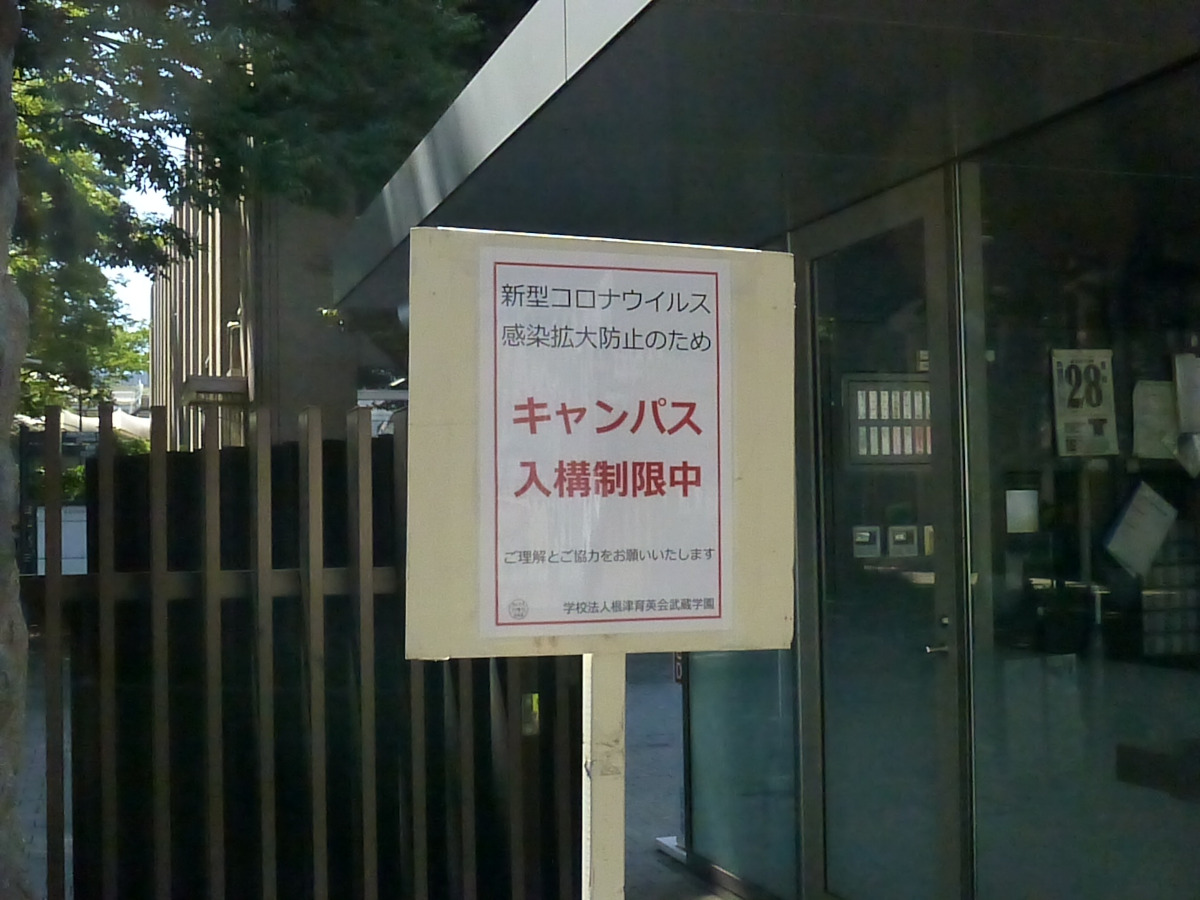 新型コロナウイルス
感染拡大防止のため
キャンパス
入構制限中
ご理解とご協力をお願いいたします
学校法人根津育英会武蔵学園
28